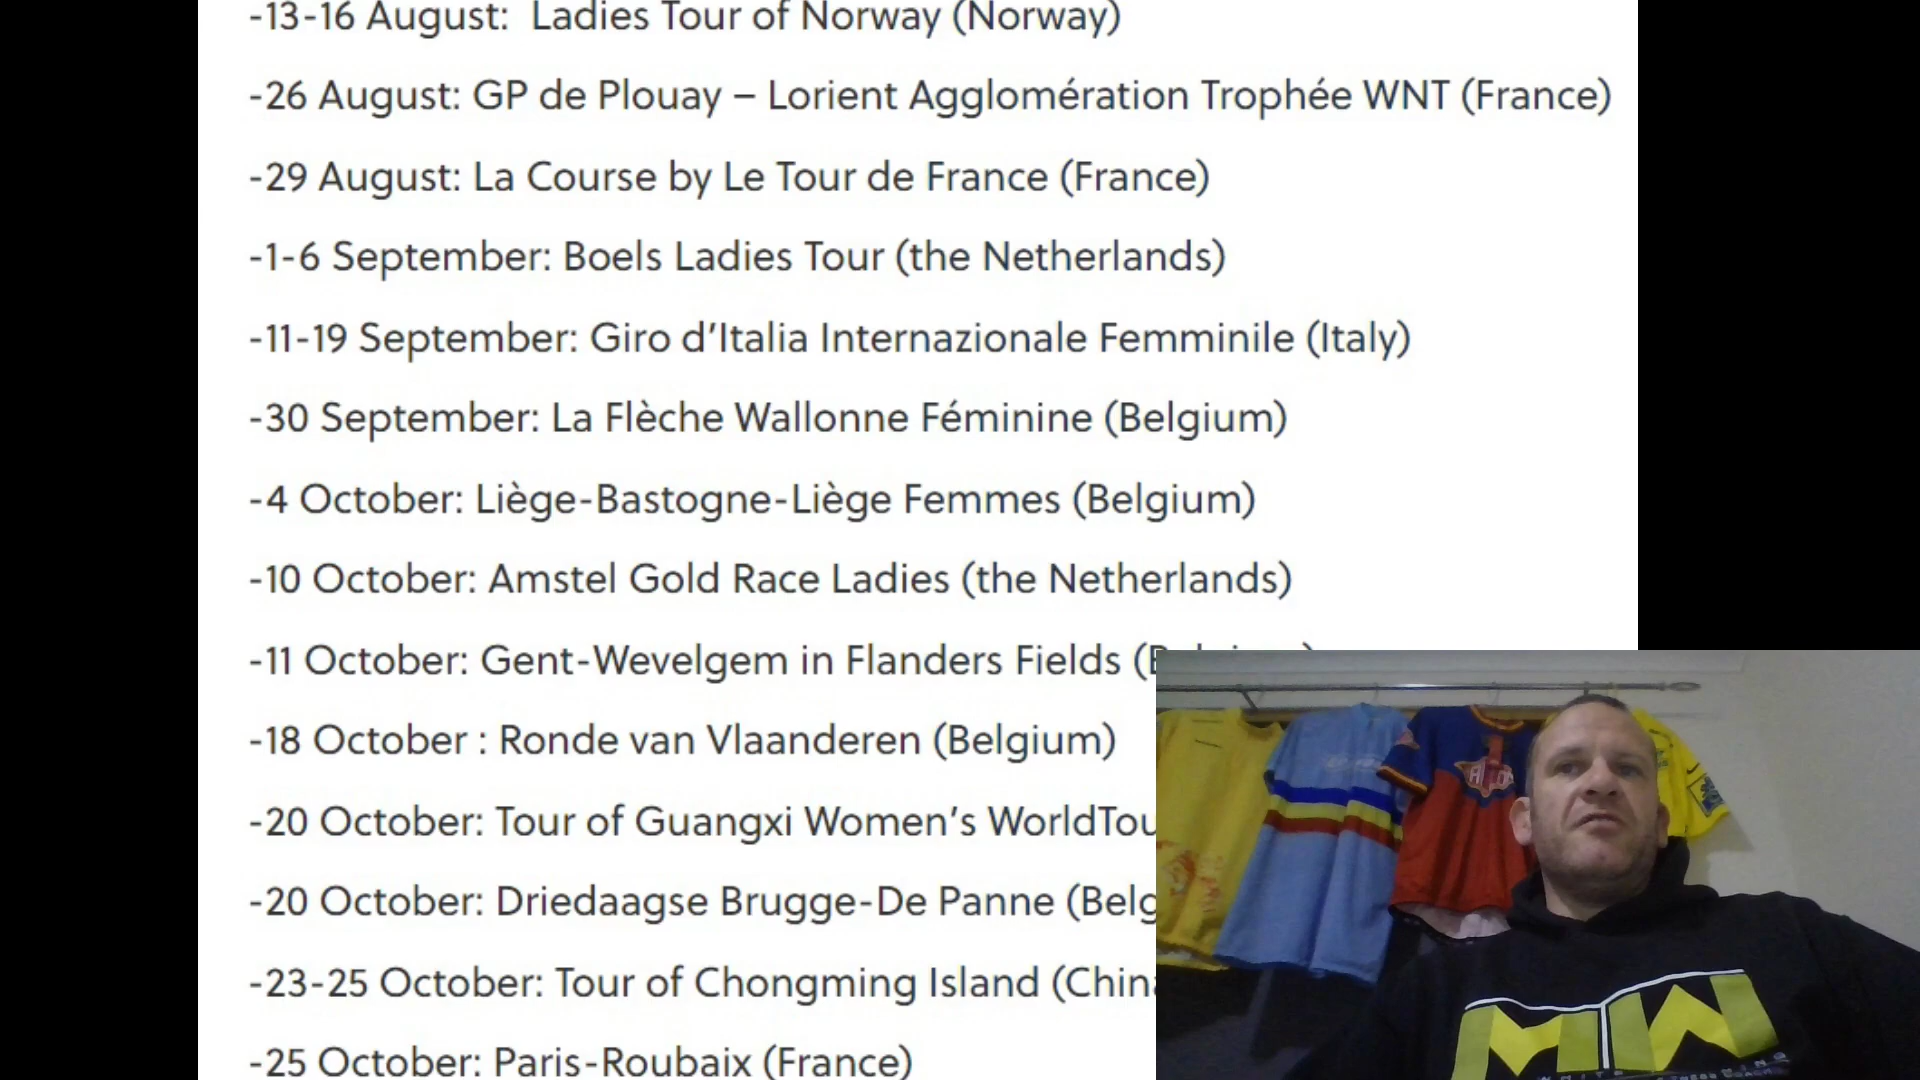 -13-16 August: Ladies Tour of Norway (Norway)
-26 August: GP de Plouay – Lorient Agglomération Trophée WNT (France)
-29 August: La Course by Le Tour de France (France)
-1-6 September: Boels Ladies Tour (the Netherlands)
-11-19 September: Giro d’Italia Internazionale Femminile (Italy)
-30 September: La Flèche Wallonne Féminine (Belgium)
-4 October: Liège-Bastogne-Liège Femmes (Belgium)
-10 October: Amstel Gold Race Ladies (the Netherlands)
-11 October: Gent-Wevelgem in Flanders Fields
-18 October : Ronde van Vlaanderen (Belgium)
-20 October: Tour of Guangxi Women’s WorldTou
-20 October: Driedaagse Brugge-De Panne (Belg
-23-25 October: Tour of Chongming Island (Chin
-25 October: Paris-Roubaix (France)
MW